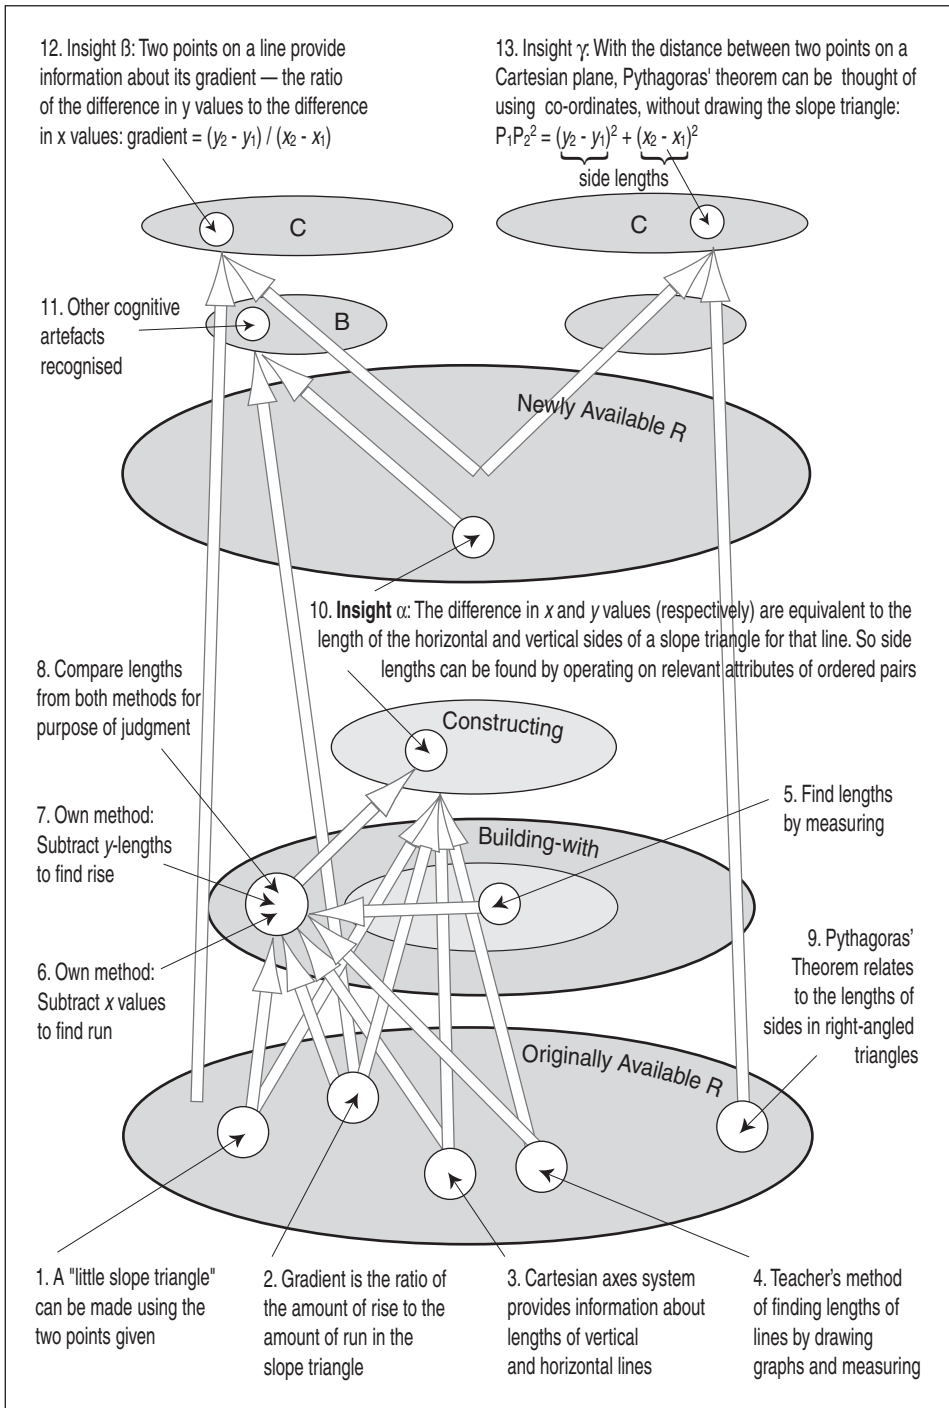 12. Insight ß: Two points on a line provide
information about its gradient — the ratio
of the difference in y values to the difference
in x values: gradient = (y₂ - y₁) / (x₂ - x₁)
13. Insight γ: With the distance between two points on a
Cartesian plane, Pythagoras' theorem can be thought of
using co-ordinates, without drawing the slope triangle:
P₁P₂² = (y₂ - y₁)² + (x₂ - x₁)²
side lengths
C
C
11. Other cognitive
artefacts
recognised
B
Newly Available R
10. Insight α: The difference in x and y values (respectively) are equivalent to the
length of the horizontal and vertical sides of a slope triangle for that line. So side
lengths can be found by operating on relevant attributes of ordered pairs
8. Compare lengths
from both methods for
purpose of judgment
Constructing
7. Own method:
Subtract y-lengths
to find rise
5. Find lengths
by measuring
Building-with
6. Own method:
Subtract x values
to find run
9. Pythagoras’
Theorem relates
to the lengths of
sides in right-angled
triangles
Originally Available R
1. A "little slope triangle"
can be made using the
two points given
2. Gradient is the ratio of
the amount of rise to the
amount of run in the
slope triangle
3. Cartesian axes system
provides information about
lengths of vertical
and horizontal lines
4. Teacher’s method
of finding lengths of
lines by drawing
graphs and measuring